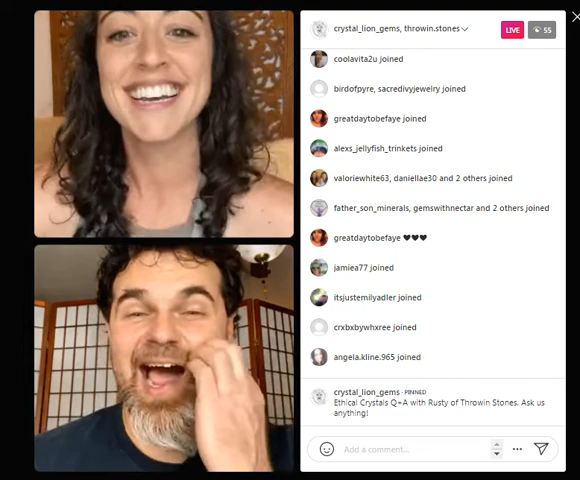 crystal_lion_gems, throwin.stones
LIVE
55
coolavita2u joined
birdofpyre, sacredivyjewelry joined
greatdaytobefaye joined
alexs_jellyfish_trinkets joined
valoriewhite63, daniellae30 and 2 others joined
father_son_minerals, gemswithnectar and 2 others joined
greatdaytobefaye 🖤🖤🖤
jamiea77 joined
itsjustemilyadler joined
crxbxbywhxree joined
angela.kline.965 joined
crystal_lion_gems · PINNED
Ethical Crystals Q+A with Rusty of Throwin Stones. Ask us
anything!
Add a comment...